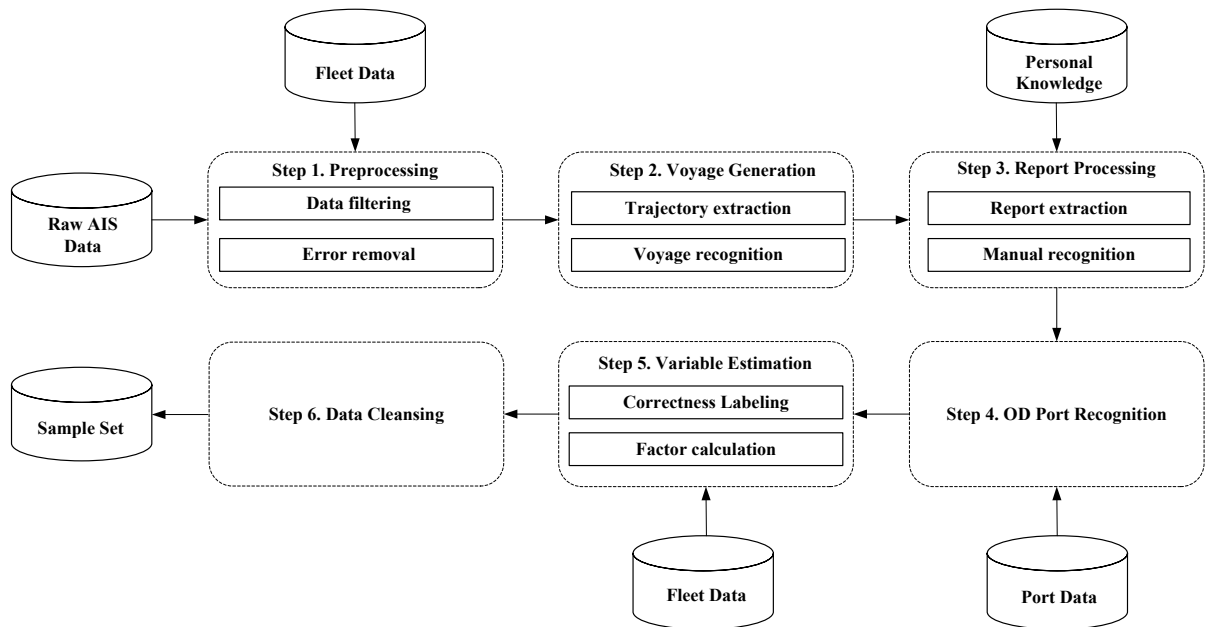 Fleet Data
Personal
Knowledge
Raw AIS
Data
Step 1. Preprocessing
Data filtering
Error removal
Step 2. Voyage Generation
Trajectory extraction
Voyage recognition
Step 3. Report Processing
Report extraction
Manual recognition
Step 4. OD Port Recognition
Port Data
Step 5. Variable Estimation
Correctness Labeling
Factor calculation
Fleet Data
Step 6. Data Cleansing
Sample Set